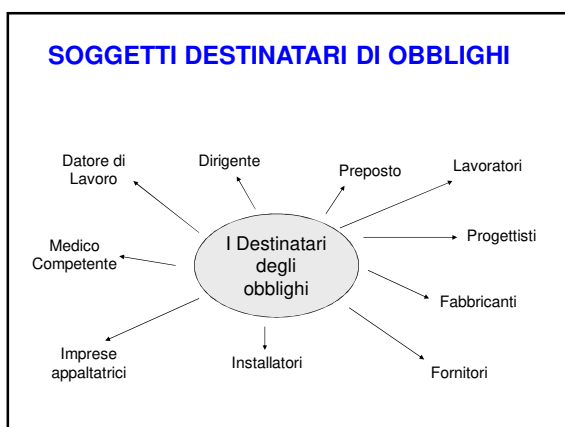 SOGGETTI DESTINATARI DI OBBLIGHI
Datore di
Lavoro
Dirigente
Preposto
Lavoratori
Medico
Competente
I Destinatari
degli
obblighi
Progettisti
Fabbricanti
Imprese
appaltatrici
Installatori
Fornitori